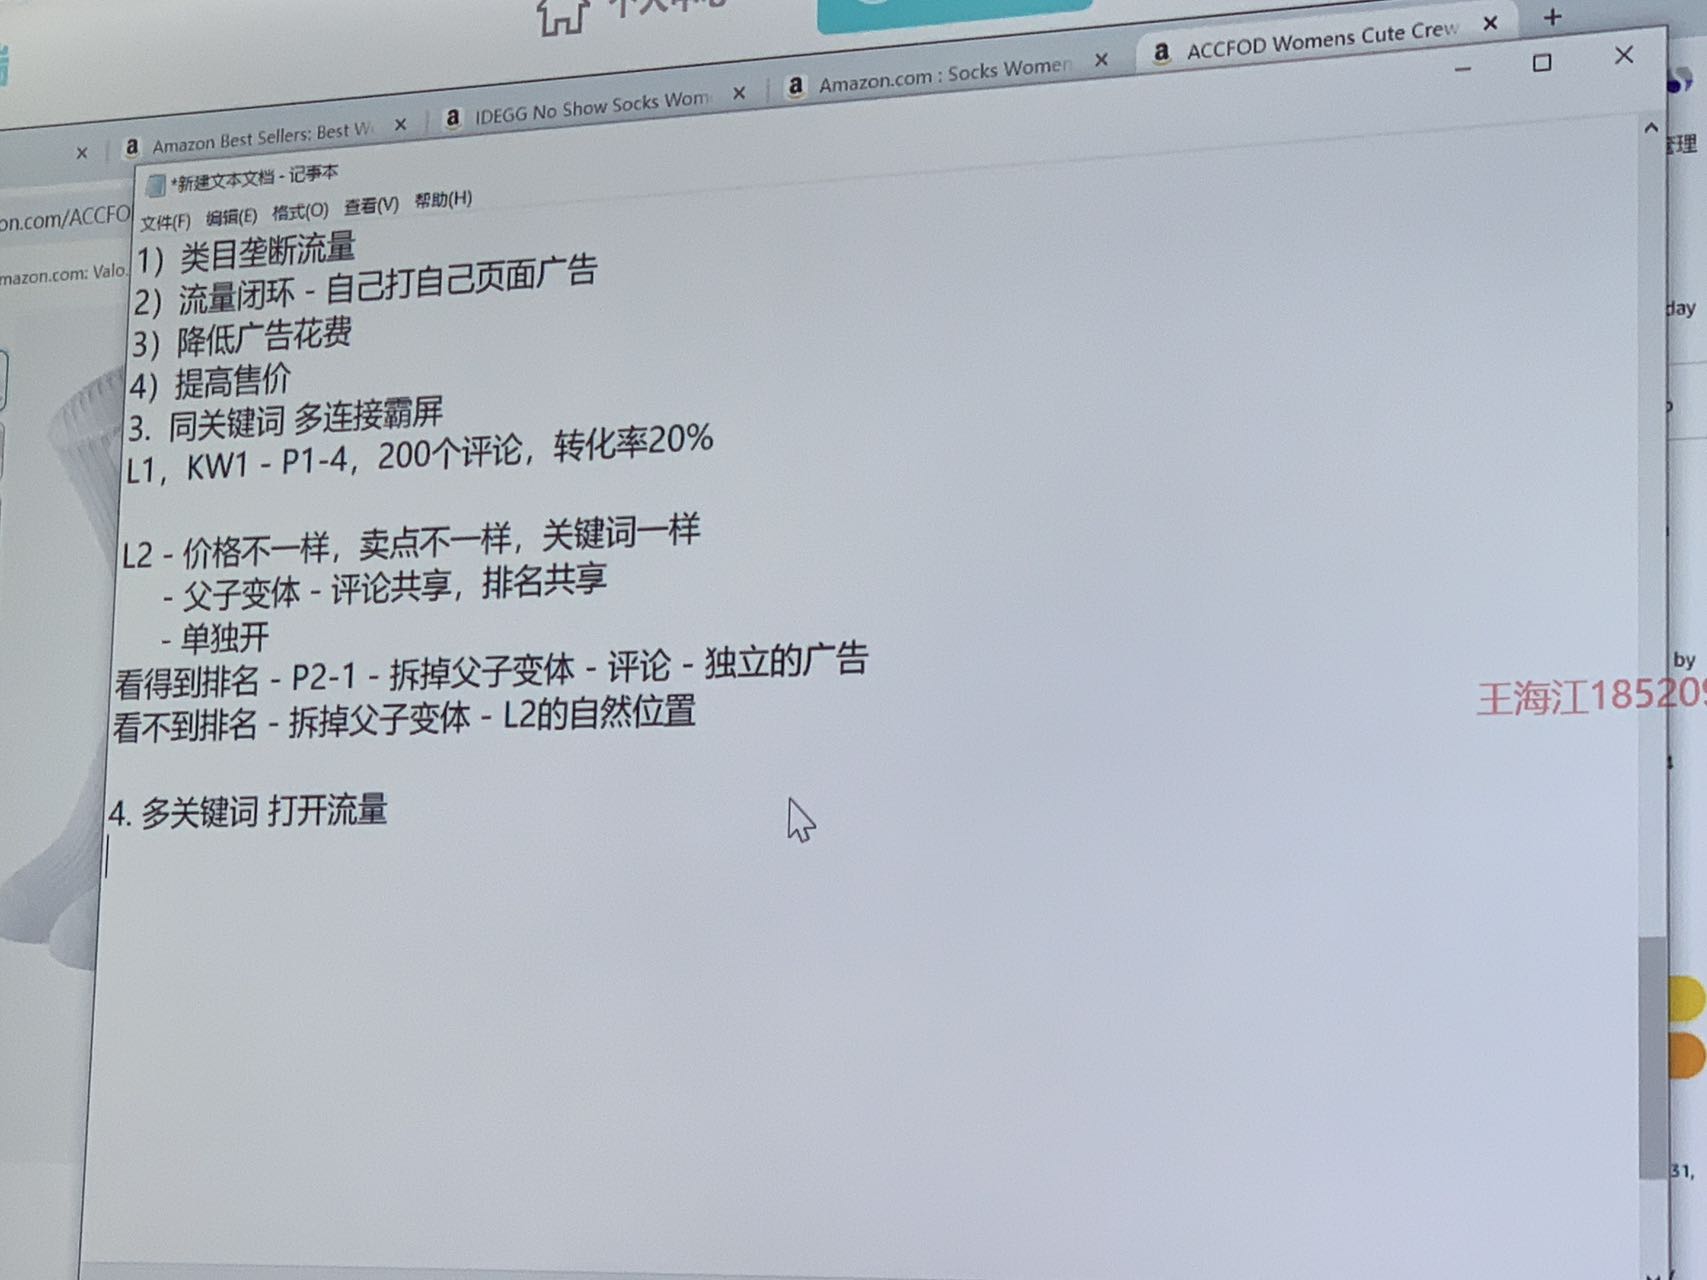 个人中心
Amazon Best Sellers: Best W
IDEGG No Show Socks Wom
Amazon.com : Socks Women
ACCFOD Womens Cute Crew
on.com/ACCFO
mazon.com: Valo.
*新建文本文档 - 记事本
文件(F) 编辑(E) 格式(O) 查看(V) 帮助(H)
1）类目垄断流量
2）流量闭环 - 自己打自己页面广告
3）降低广告花费
4）提高售价
3. 同关键词 多连接霸屏
L1，KW1 - P1-4，200个评论，转化率20%
L2 - 价格不一样，卖点不一样，关键词一样
- 父子变体 - 评论共享，排名共享
- 单独开
看得到排名 - P2-1 - 拆掉父子变体 - 评论 - 独立的广告
看不到排名 - 拆掉父子变体 - L2的自然位置
4. 多关键词 打开流量
管理
day
by
王海江185209
31,